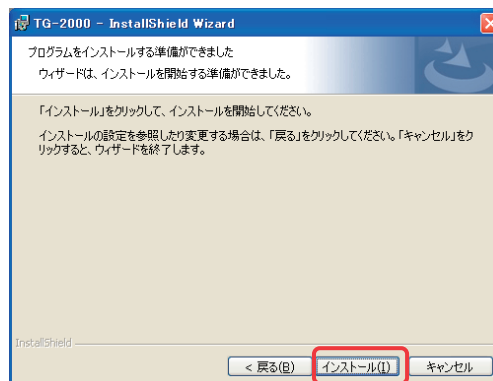 TG-2000 - InstallShield Wizard
プログラムをインストールする準備ができました
ウィザードは、インストールを開始する準備ができました。
「インストール」をクリックして、インストールを開始してください。
インストールの設定を参照したり変更する場合は、「戻る」をクリックしてください。「キャンセル」をク
リックすると、ウィザードを終了します。
InstallShield
< 戻る(B) インストール(I) キャンセル